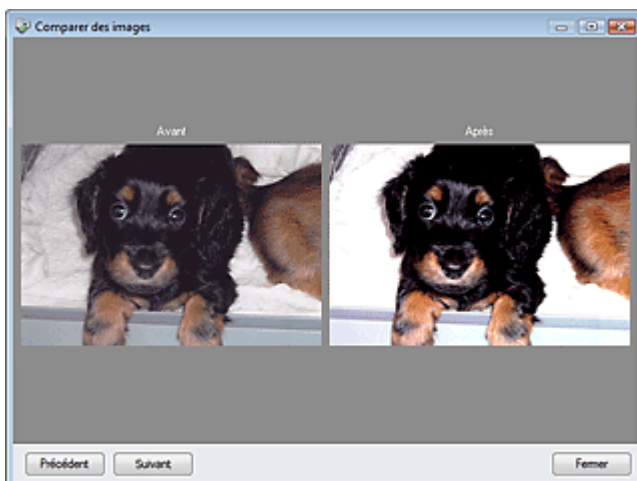 Comparer des images
Avant
Après
Précédent
Suivant
Fermer